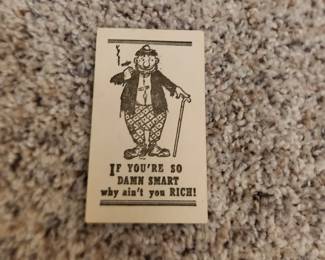 IF YOU'RE SO
DAMN SMART
why ain't you RICH!